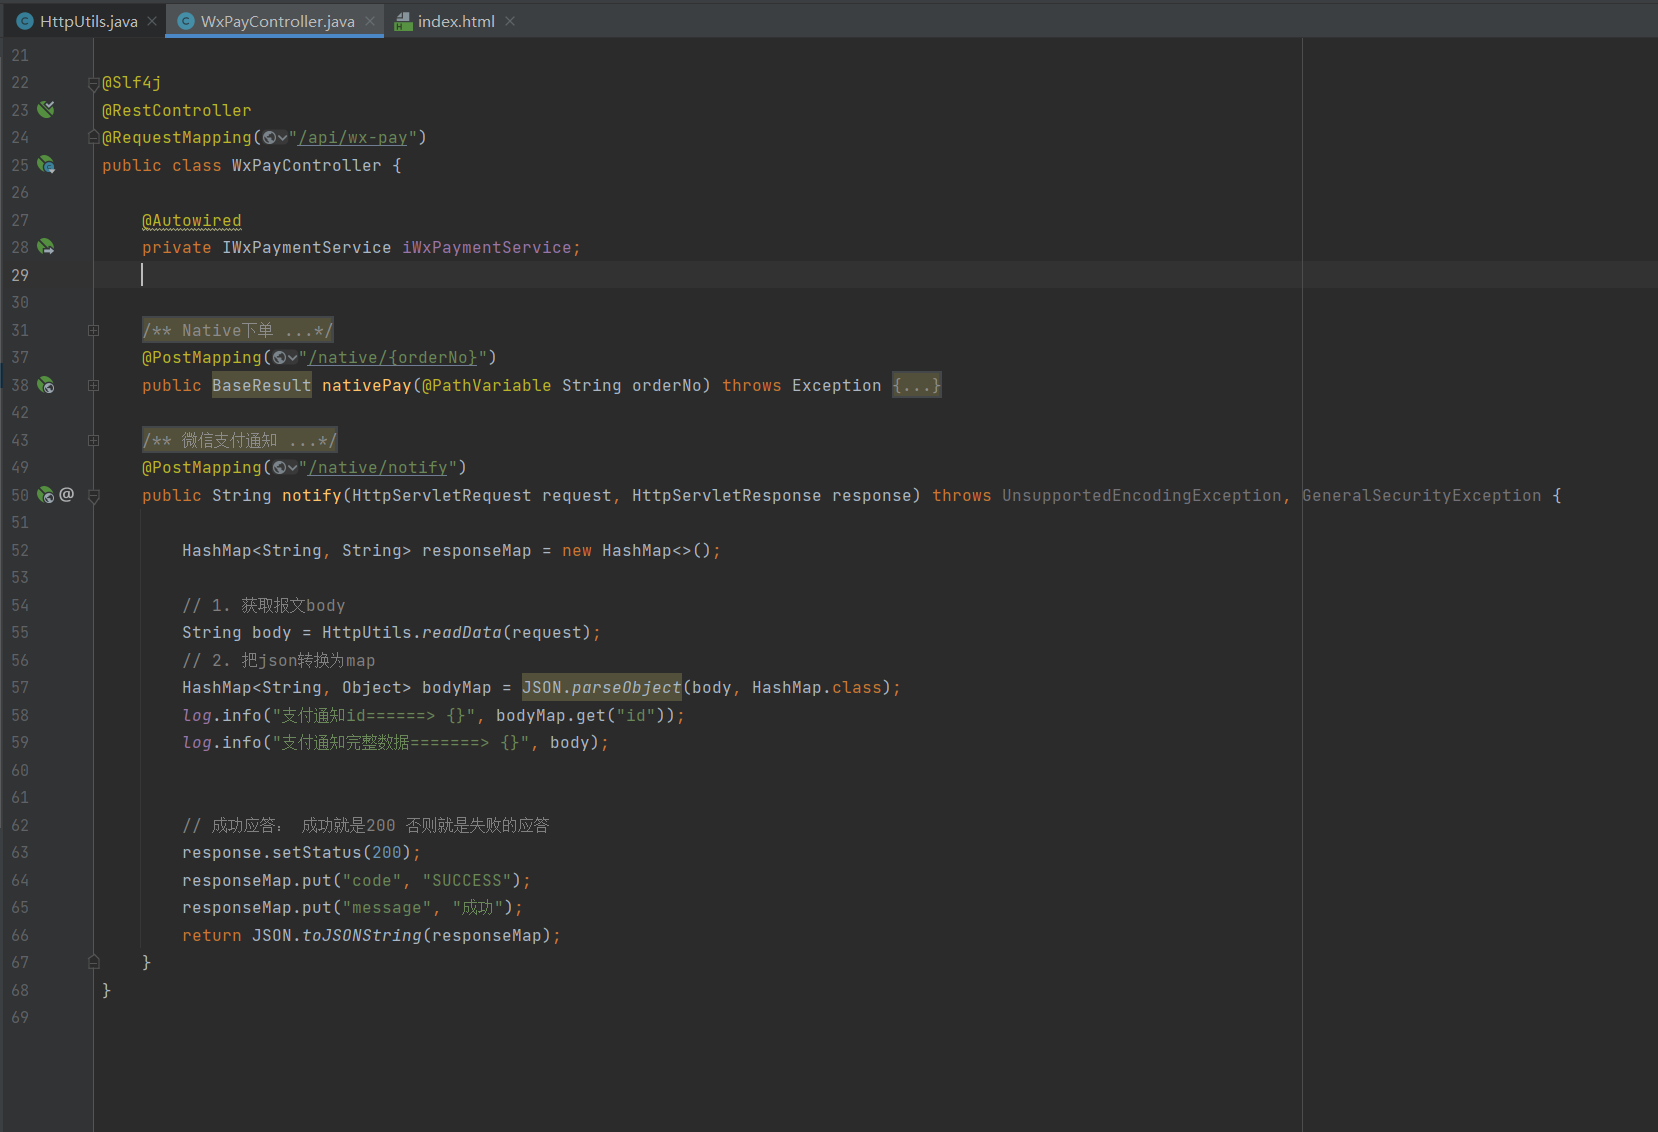 HttpUtils.java WxPayController.java index.html
21
22 @Slf4j
23 @RestController
24 @RequestMapping("/api/wx-pay")
25 public class WxPayController {
26
27 @Autowired
28 private IWxPaymentService iWxPaymentService;
29
30
31 /** Native下单 ...*/
37 @PostMapping("/native/{orderNo}")
38 public BaseResult nativePay(@PathVariable String orderNo) throws Exception {...}
42
43 /** 微信支付通知 ...*/
49 @PostMapping("/native/notify")
50 @ public String notify(HttpServletRequest request, HttpServletResponse response) throws UnsupportedEncodingException, GeneralSecurityException {
51
52 HashMap<String, String> responseMap = new HashMap<>();
53
54 // 1. 获取报文body
55 String body = HttpUtils.readData(request);
56 // 2. 把json转换为map
57 HashMap<String, Object> bodyMap = JSON.parseObject(body, HashMap.class);
58 log.info("支付通知id======> {}", bodyMap.get("id"));
59 log.info("支付通知完整数据=======> {}", body);
60
61
62 // 成功应答： 成功就是200 否则就是失败的应答
63 response.setStatus(200);
64 responseMap.put("code", "SUCCESS");
65 responseMap.put("message", "成功");
66 return JSON.toJSONString(responseMap);
67 }
68 }
69